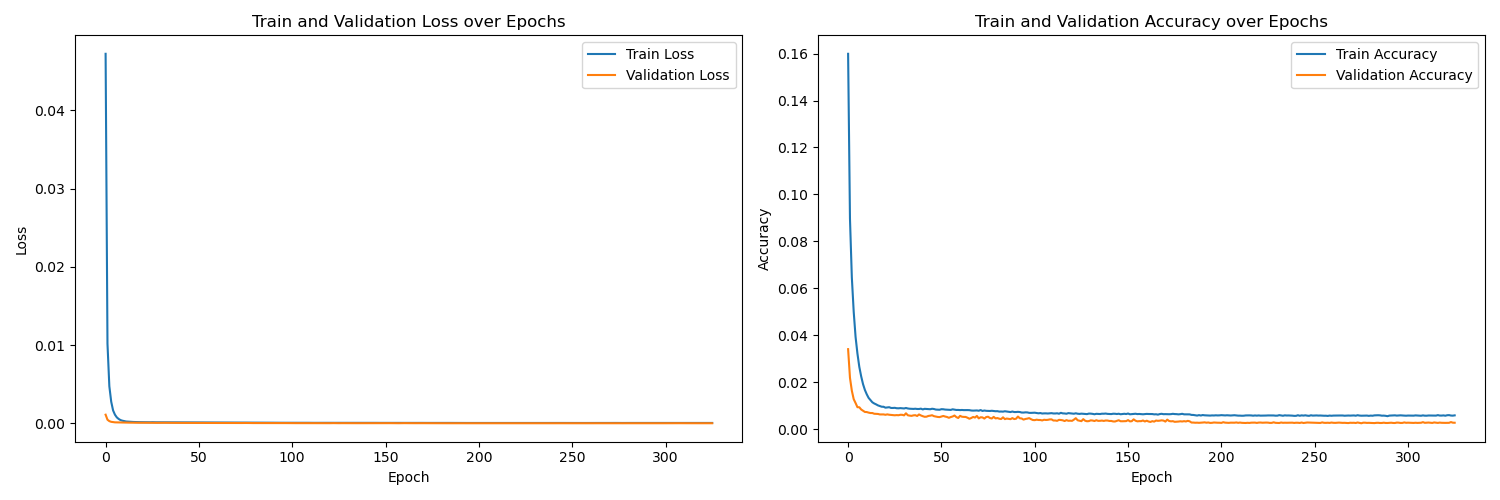 Train and Validation Loss over Epochs
Train Loss
Validation Loss
0.04
0.03
0.02
0.01
0.00
Loss
0 50 100 150 200 250 300
Epoch
Train and Validation Accuracy over Epochs
Train Accuracy
Validation Accuracy
0.16
0.14
0.12
0.10
0.08
0.06
0.04
0.02
0.00
Accuracy
0 50 100 150 200 250 300
Epoch